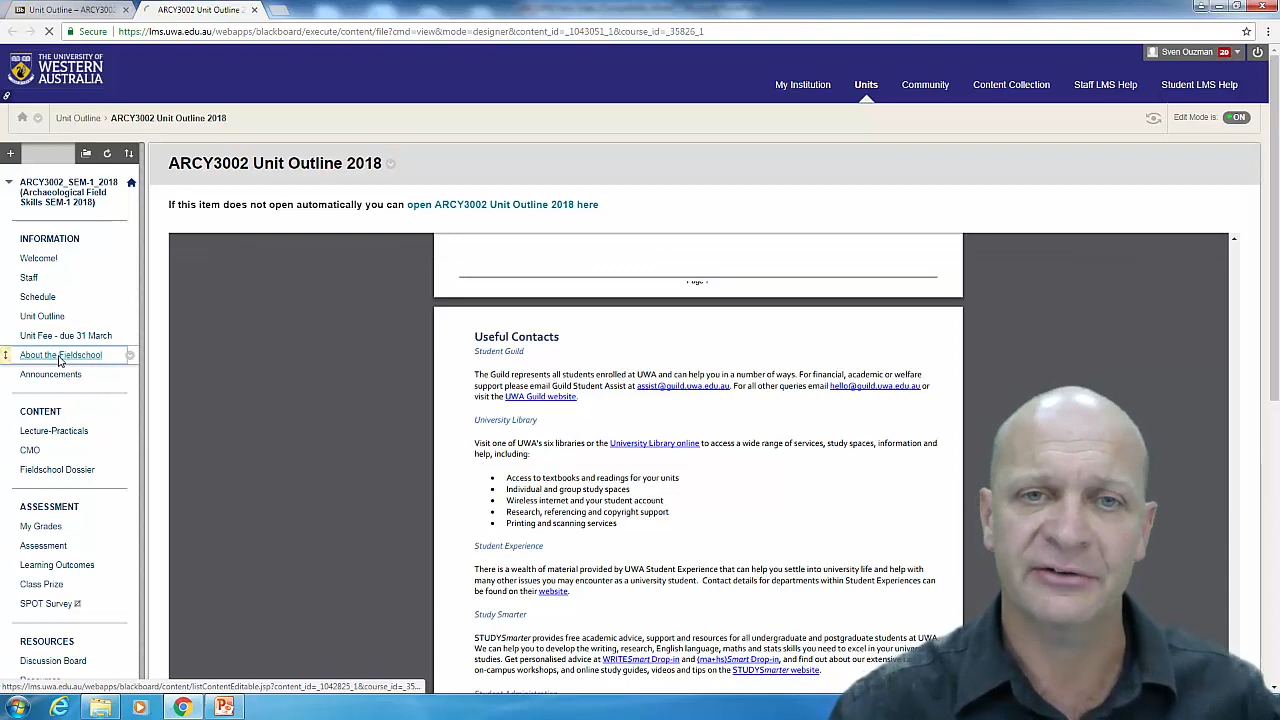 Unit Outline – ARCY3002
ARCY3002 Unit Outline
Secure
https://lms.uwa.edu.au/webapps/blackboard/execute/content/file?cmd=view&mode=designer&content_id=_1043051_1&course_id=_35826_1
THE UNIVERSITY OF
WESTERN
AUSTRALIA
Sven Ouzman 20
My Institution Units Community Content Collection Staff LMS Help Student LMS Help
Unit Outline > ARCY3002 Unit Outline 2018
Edit Mode is: ON
ARCY3002_SEM-1_2018
(Archaeological Field
Skills SEM-1 2018)
INFORMATION
Welcome!
Staff
Schedule
Unit Outline
Unit Fee - due 31 March
About the Fieldschool
Announcements
CONTENT
Lecture-Practicals
CMO
Fieldschool Dossier
ASSESSMENT
My Grades
Assessment
Learning Outcomes
Class Prize
SPOT Survey
RESOURCES
Discussion Board
ARCY3002 Unit Outline 2018
If this item does not open automatically you can open ARCY3002 Unit Outline 2018 here
Useful Contacts
Student Guild
The Guild represents all students enrolled at UWA and can help you in a number of ways. For financial, academic or welfare
support please email Guild Student Assist at assist@guild.uwa.edu.au. For all other queries email hello@guild.uwa.edu.au or
visit the UWA Guild website.
University Library
Visit one of UWA's six libraries or the University Library online to access a wide range of services, study spaces, information and
help, including:
• Access to textbooks and readings for your units
• Individual and group study spaces
• Wireless internet and your student account
• Research, referencing and copyright support
• Printing and scanning services
Student Experience
There is a wealth of material provided by UWA Student Experience that can help you settle into university life and help with
many other issues you may encounter as a university student. Contact details for departments within Student Experiences can
be found on their website.
Study Smarter
STUDYSmarter provides free academic advice, support and resources for all undergraduate and postgraduate students at UWA
We can help you to develop the writing, research, English language, maths and stats skills you need to excel in your
studies. Get personalised advice at WRITESmart Drop-in and (ma+hs)Smart Drop-in, and find out about our
on-campus workshops, and online study guides, videos and tips on the STUDYSmarter website.
Student Administration
https://lms.uwa.edu.au/webapps/blackboard/content/listContentEditable.jsp?content_id=_1042825_1&course_id=_35...